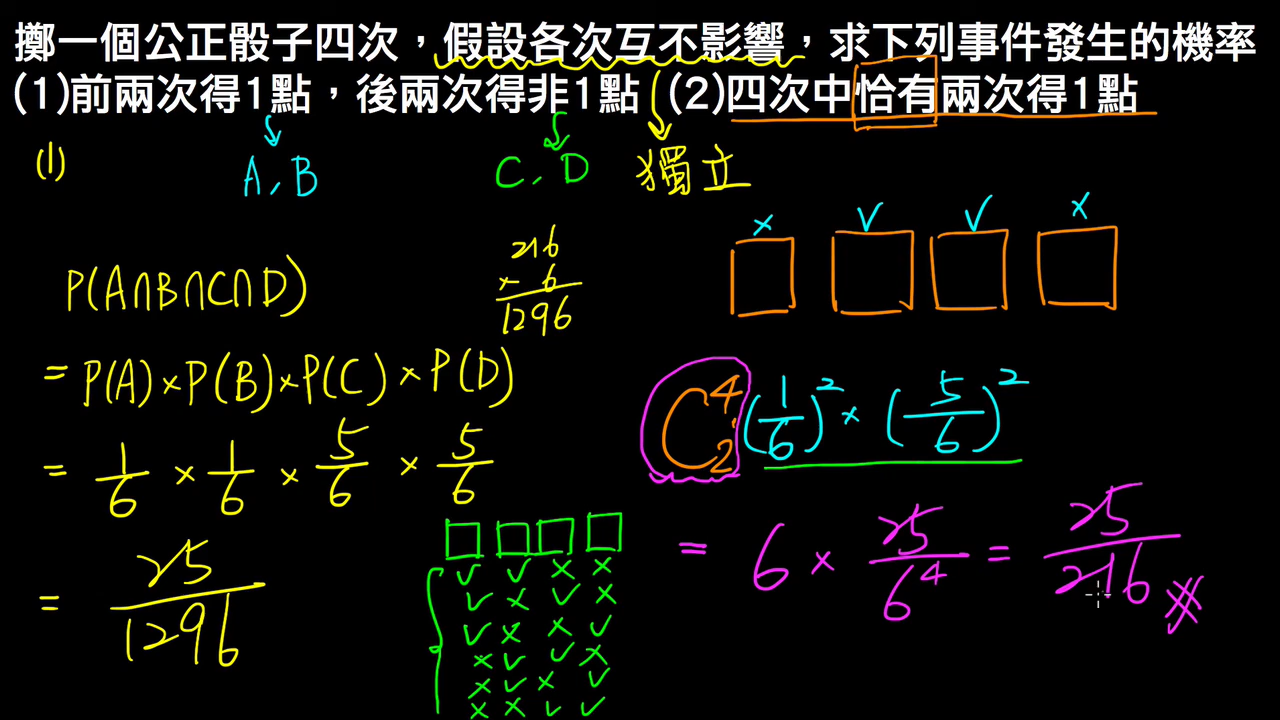 擲一個公正骰子四次，假設各次互不影響，求下列事件發生的機率
(1)前兩次得1點，後兩次得非1點 (2)四次中恰有兩次得1點
(1)
A、B
C、D
獨立
P(A∩B∩C∩D)
= P(A)×P(B)×P(C)×P(D)
= 1/6 × 1/6 × 5/6 × 5/6
= 25/1296
216
× 6
1296
× ∨ ∨ ×
C⁴₂ (1/6)² × (5/6)²
= 6 × 25/6⁴ = 25/216
∨ ∨ × ×
∨ × ∨ ×
∨ × × ∨
× ∨ ∨ ×
× ∨ × ∨
× × ∨ ∨